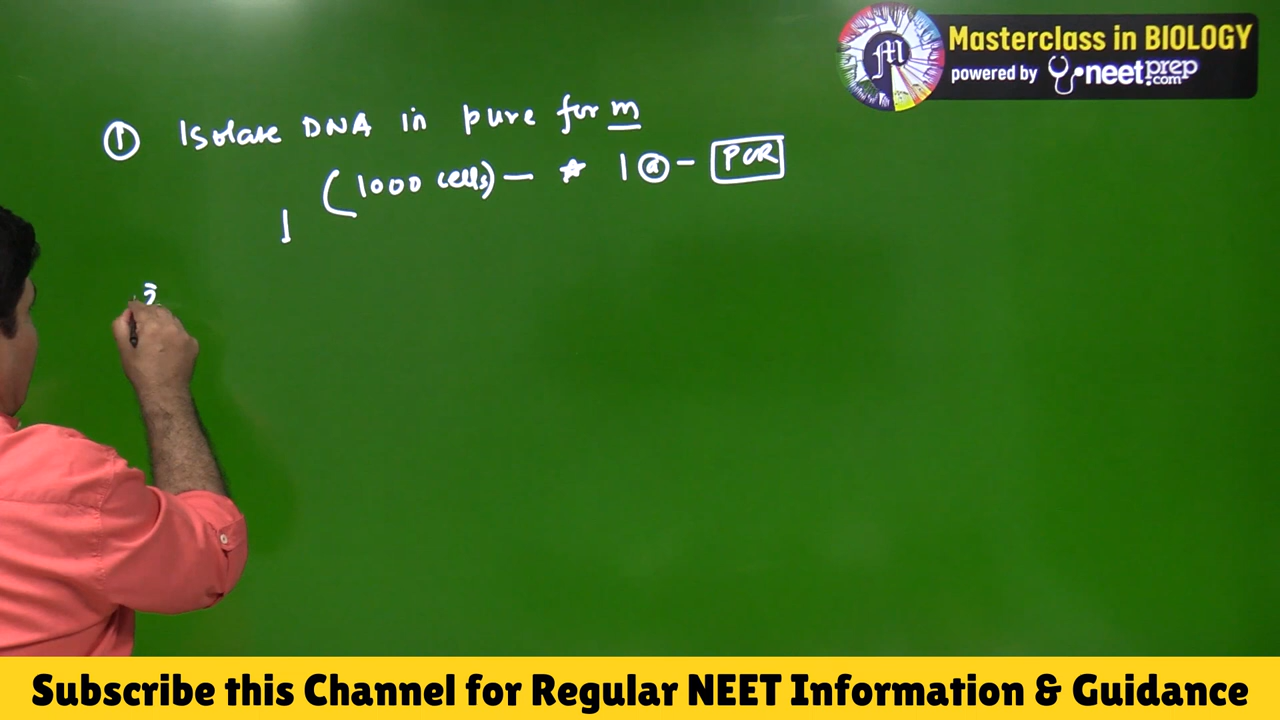 Masterclass in BIOLOGY
powered by neetprep.com
① Isolate DNA in pure form
(1000 cells) — * 1 @ - PCR
Subscribe this Channel for Regular NEET Information & Guidance